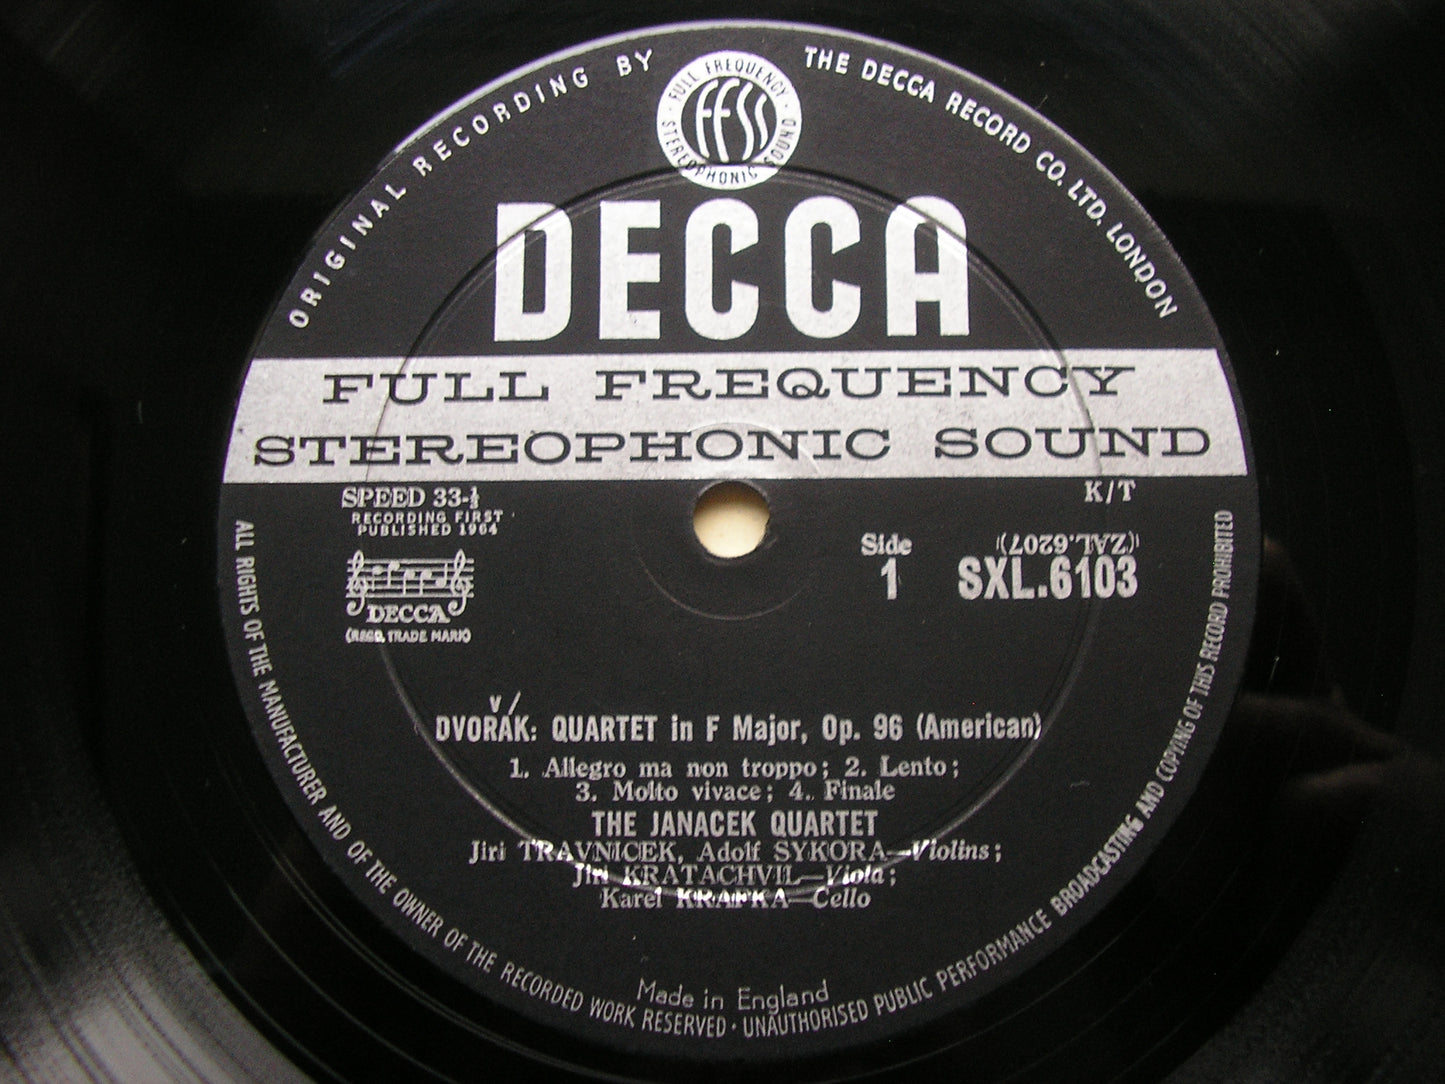 ORIGINAL RECORDING BY
THE DECCA RECORD CO. LTD. LONDON
FULL FREQUENCY
FFSS
STEREOPHONIC SOUND
DECCA
FULL FREQUENCY
STEREOPHONIC SOUND
SPEED 33-⅓
RECORDING FIRST
PUBLISHED 1964
DECCA
(REGD. TRADE MARK)
K/T
(ZAL.6207)
Side
1
SXL.6103
DVOŘÁK: QUARTET in F Major, Op. 96 (American)
1. Allegro ma non troppo; 2. Lento;
3. Molto vivace; 4. Finale
THE JANACEK QUARTET
Jiri TRAVNICEK, Adolf SYKORA—Violins;
Jiri KRATACHVIL—Viola;
Karel KRAFKA—Cello
Made in England
ALL RIGHTS OF THE MANUFACTURER AND OF THE OWNER OF THE RECORDED WORK RESERVED · UNAUTHORISED PUBLIC PERFORMANCE BROADCASTING AND COPYING OF THIS RECORD PROHIBITED